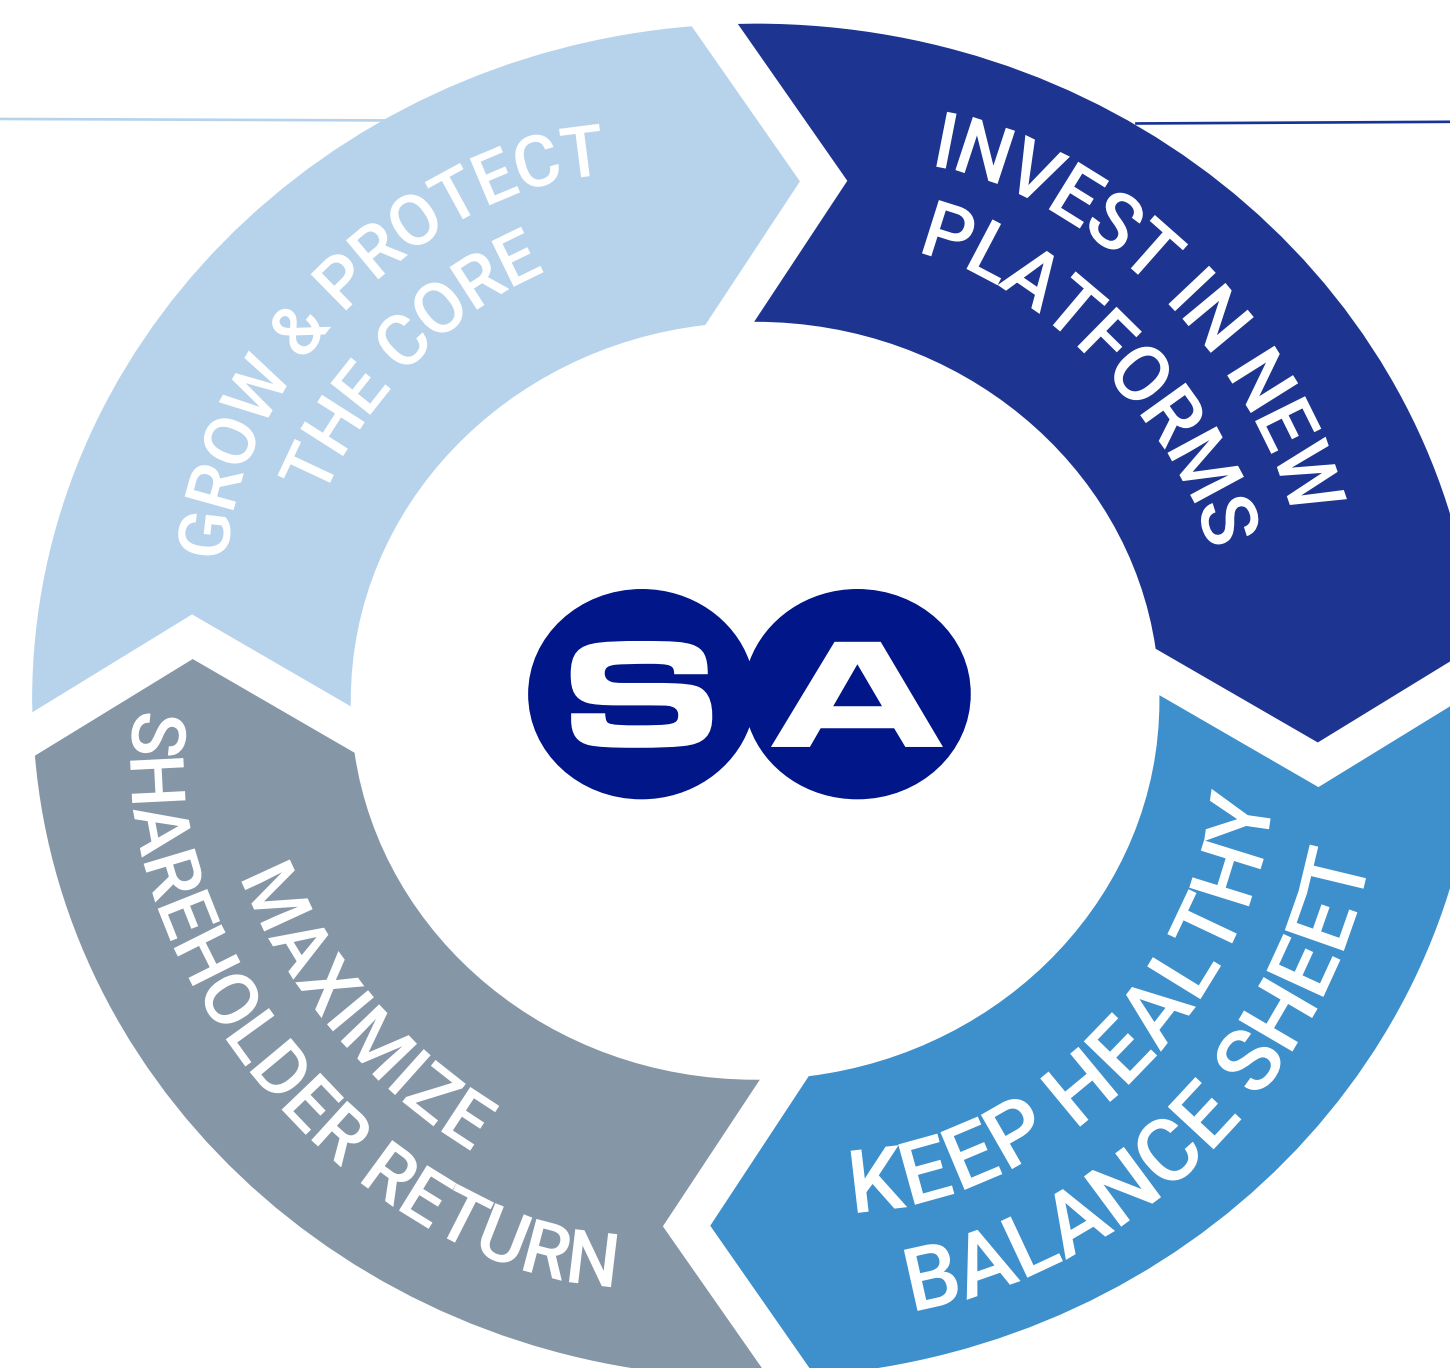 GROW & PROTECT
THE CORE
INVEST IN NEW
PLATFORMS
SA
MAXIMIZE
SHAREHOLDER RETURN
KEEP HEALTHY
BALANCE SHEET